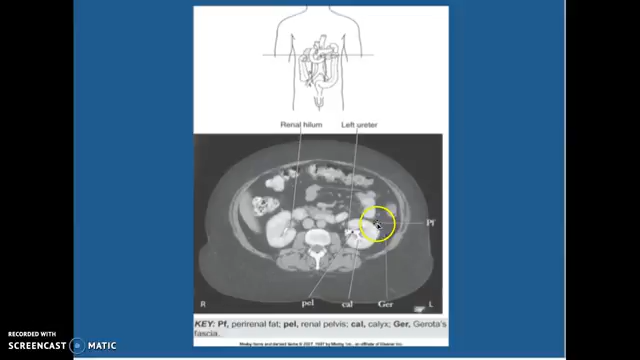 Renal hilum Left ureter
Pf
pel cal Ger
R L
KEY: Pf, perirenal fat; pel, renal pelvis; cal, calyx; Ger, Gerota's
fascia.
RECORDED WITH
SCREENCAST MATIC